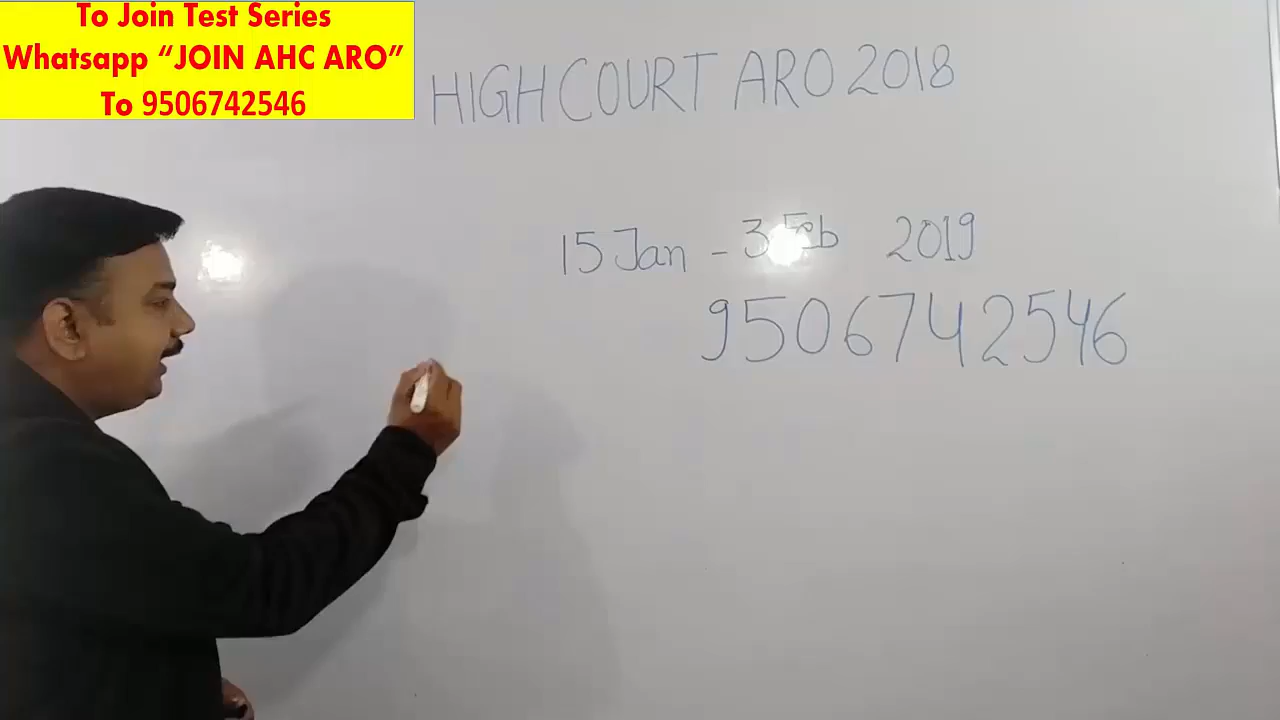 To Join Test Series
Whatsapp “JOIN AHC ARO”
To 9506742546
HIGH COURT ARO 2018
15 Jan - 3 Feb 2019
9506742546